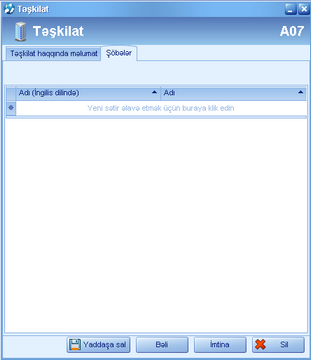 Təşkilat
Təşkilat A07
Təşkilat haqqında məlumat Şöbələr
Adı (İngilis dilində) Adı
Yeni sətir əlavə etmək üçün buraya klik edin
Yaddaşa sal Bəli İmtina Sil